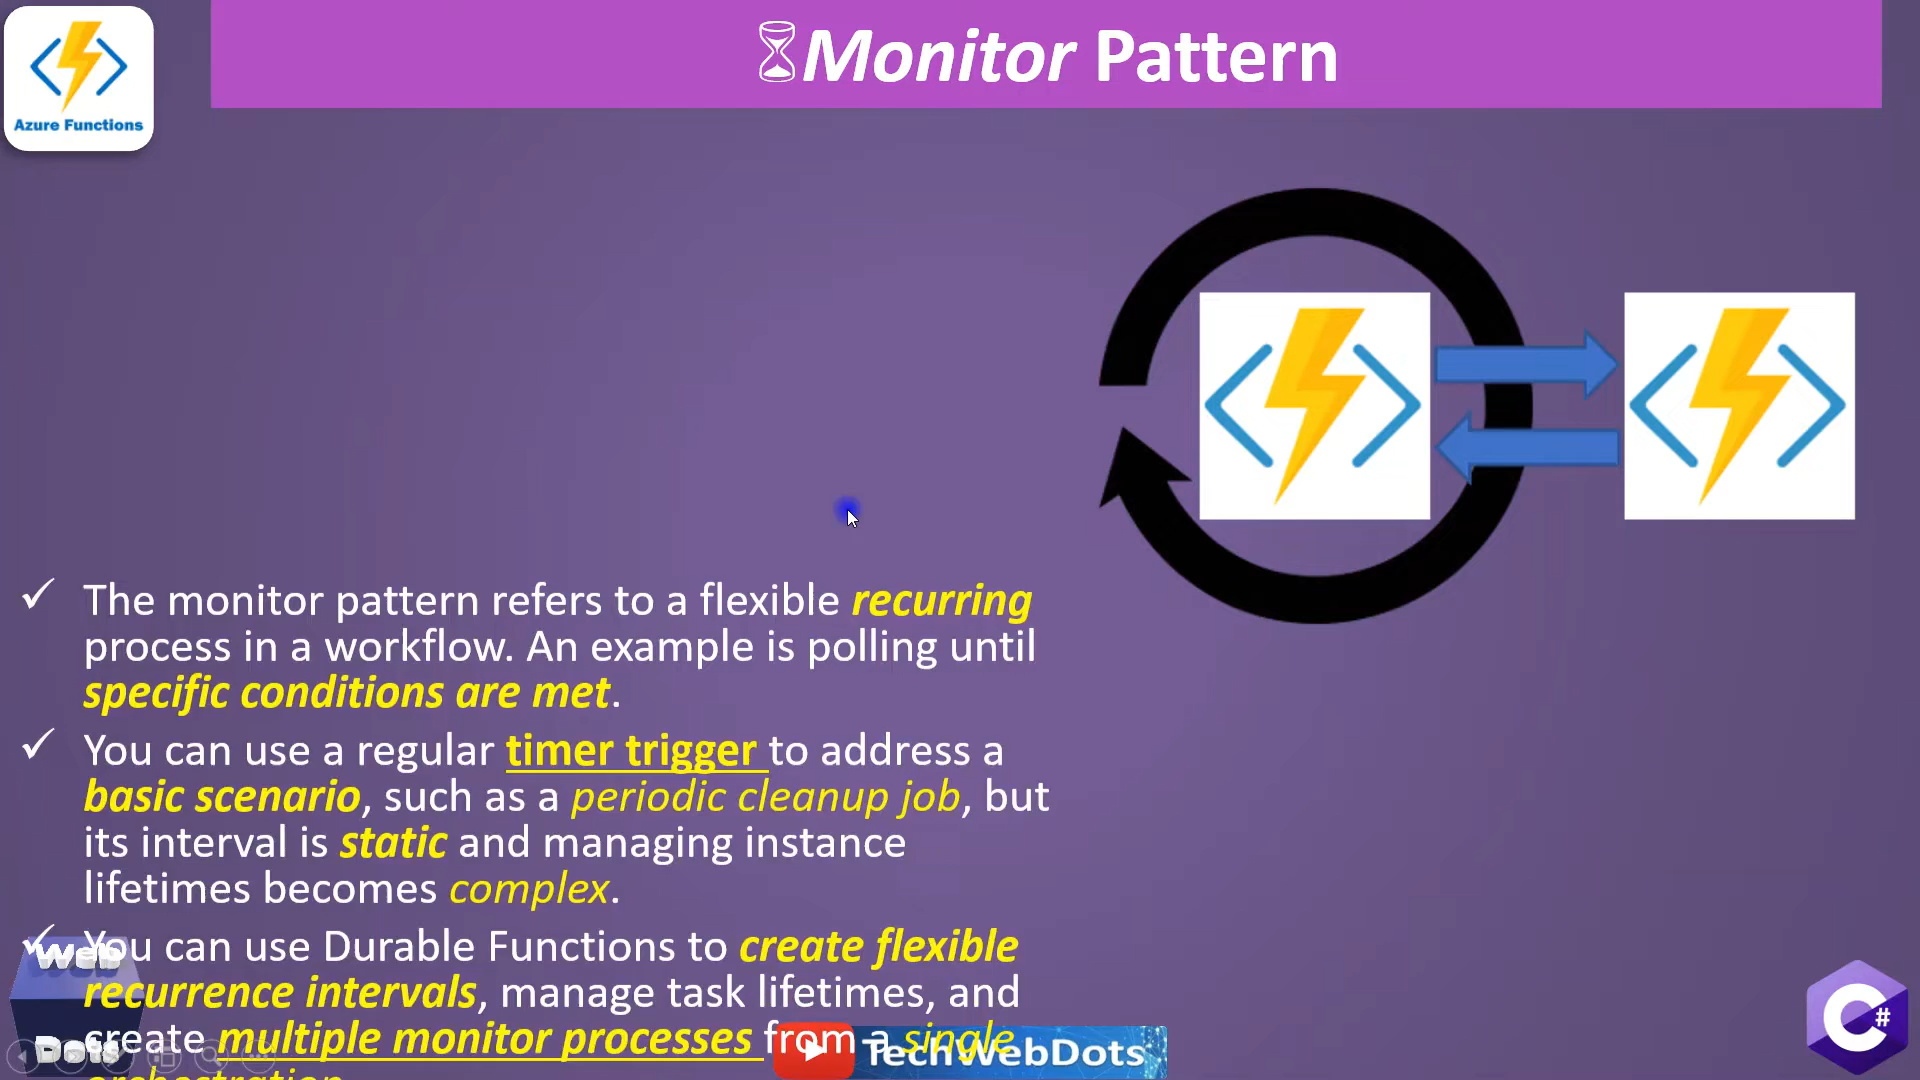 Azure Functions
Monitor Pattern
✓ The monitor pattern refers to a flexible recurring
process in a workflow. An example is polling until
specific conditions are met.
✓ You can use a regular timer trigger to address a
basic scenario, such as a periodic cleanup job, but
its interval is static and managing instance
lifetimes becomes complex.
✓ You can use Durable Functions to create flexible
recurrence intervals, manage task lifetimes, and
create multiple monitor processes from a single
orchestration
Web
Dots
TechWebDots
C#